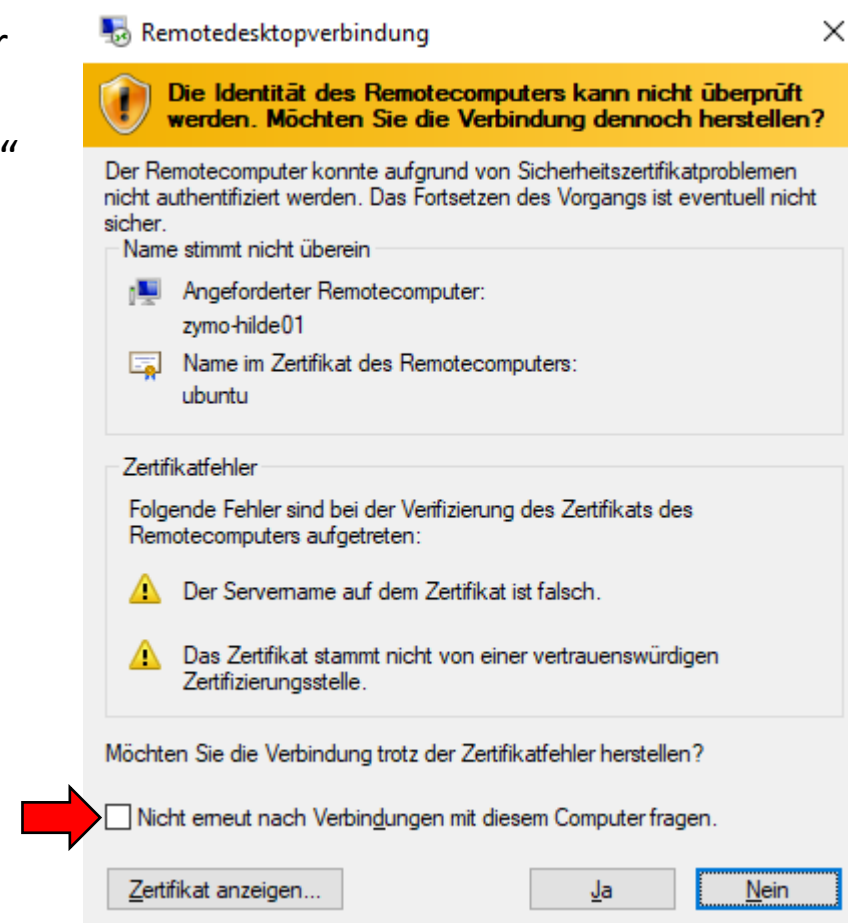 r
“
Remotedesktopverbindung
Die Identität des Remotecomputers kann nicht überprüft
werden. Möchten Sie die Verbindung dennoch herstellen?
Der Remotecomputer konnte aufgrund von Sicherheitszertifikatproblemen
nicht authentifiziert werden. Das Fortsetzen des Vorgangs ist eventuell nicht
sicher.
Name stimmt nicht überein
Angeforderter Remotecomputer:
zymo-hilde01
Name im Zertifikat des Remotecomputers:
ubuntu
Zertifikatfehler
Folgende Fehler sind bei der Verifizierung des Zertifikats des
Remotecomputers aufgetreten:
Der Servername auf dem Zertifikat ist falsch.
Das Zertifikat stammt nicht von einer vertrauenswürdigen
Zertifizierungsstelle.
Möchten Sie die Verbindung trotz der Zertifikatfehler herstellen?
Nicht erneut nach Verbindungen mit diesem Computer fragen.
Zertifikat anzeigen...
Ja
Nein